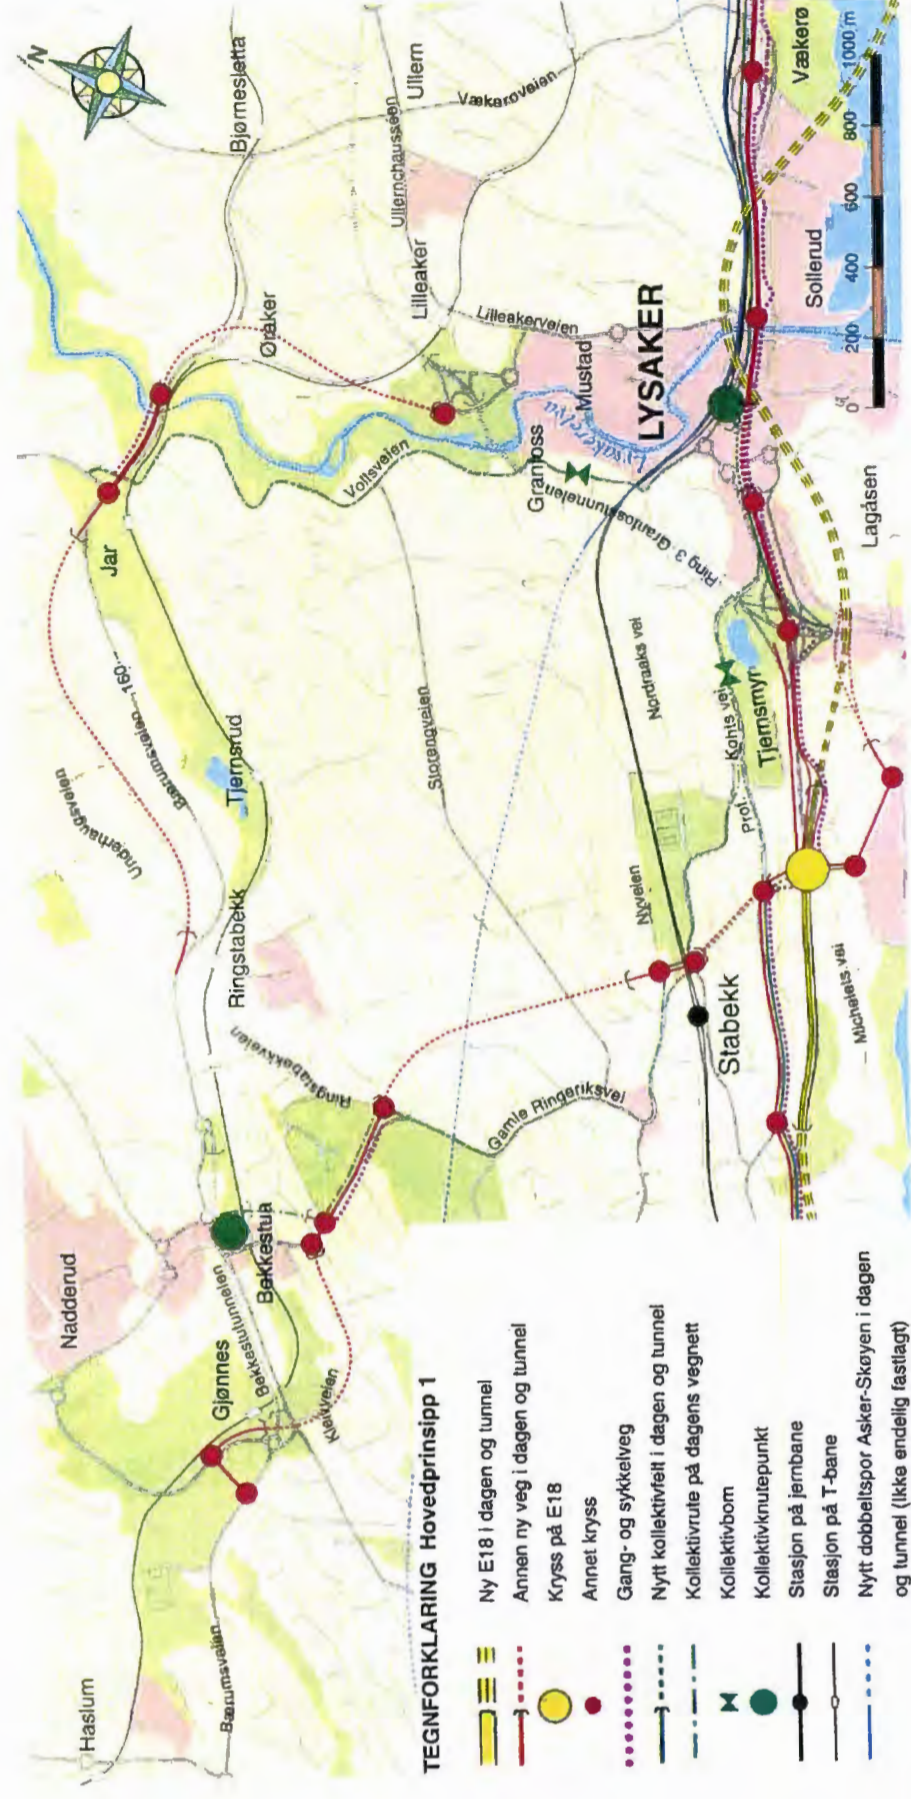 N
Bjørnesletta
Ullern
Ullernchausséen
Vækerøveien
Vækerø
Lilleaker
Øraker
Lilleakerveien
Mustad
LYSAKER
Sollerud
0 200 400 600 800 1000 m
Lysakerelva
Granfoss
Vollsveien
Ring 3 Granfosstunnelen
Lagåsen
Jar
Bærumsveien 160
Underhaugsveien
Tjernsrud
Ringstabekk
Storengveien
Nordraaks vei
Prof. Kohts vei
Tjernsmyr
Nyveien
Stabekk
Michelets vei
Ringstabekkveien
Gamle Ringeriksvei
Nadderud
Bekkestua
Bekkestutunnelen
Gjønnes
Kleivveien
Haslum
Bærumsveien
TEGNFORKLARING Hovedprinsipp 1
Ny E18 i dagen og tunnel
Annen ny veg i dagen og tunnel
Kryss på E18
Annet kryss
Gang- og sykkelveg
Nytt kollektivfelt i dagen og tunnel
Kollektivrute på dagens vegnett
Kollektivbom
Kollektivknutepunkt
Stasjon på jernbane
Stasjon på T-bane
Nytt dobbeltspor Asker-Skøyen i dagen
og tunnel (ikke endelig fastlagt)